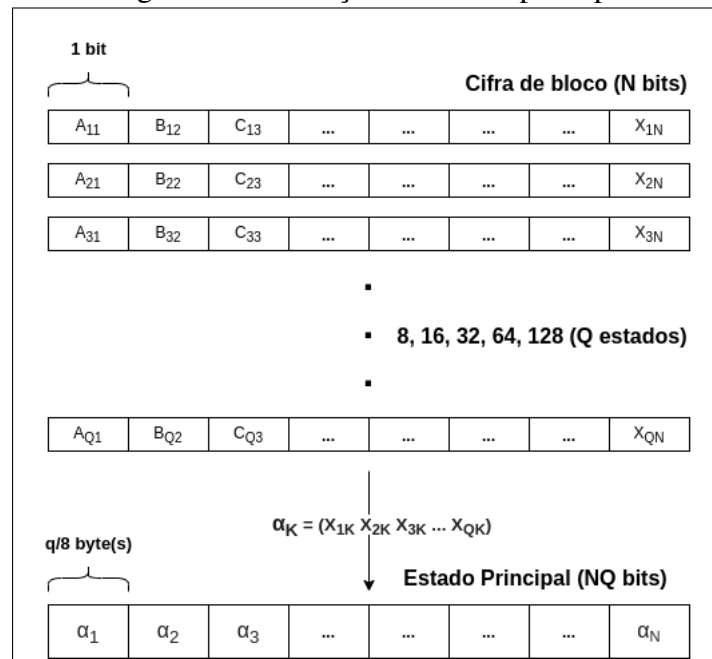 1 bit
Cifra de bloco (N bits)
A11 B12 C13 ... ... ... ... X1N
A21 B22 C23 ... ... ... ... X2N
A31 B32 C33 ... ... ... ... X3N
8, 16, 32, 64, 128 (Q estados)
AQ1 BQ2 CQ3 ... ... ... ... XQN
αK = (X1K X2K X3K ... XQK)
q/8 byte(s)
Estado Principal (NQ bits)
α1 α2 α3 ... ... ... ... αN